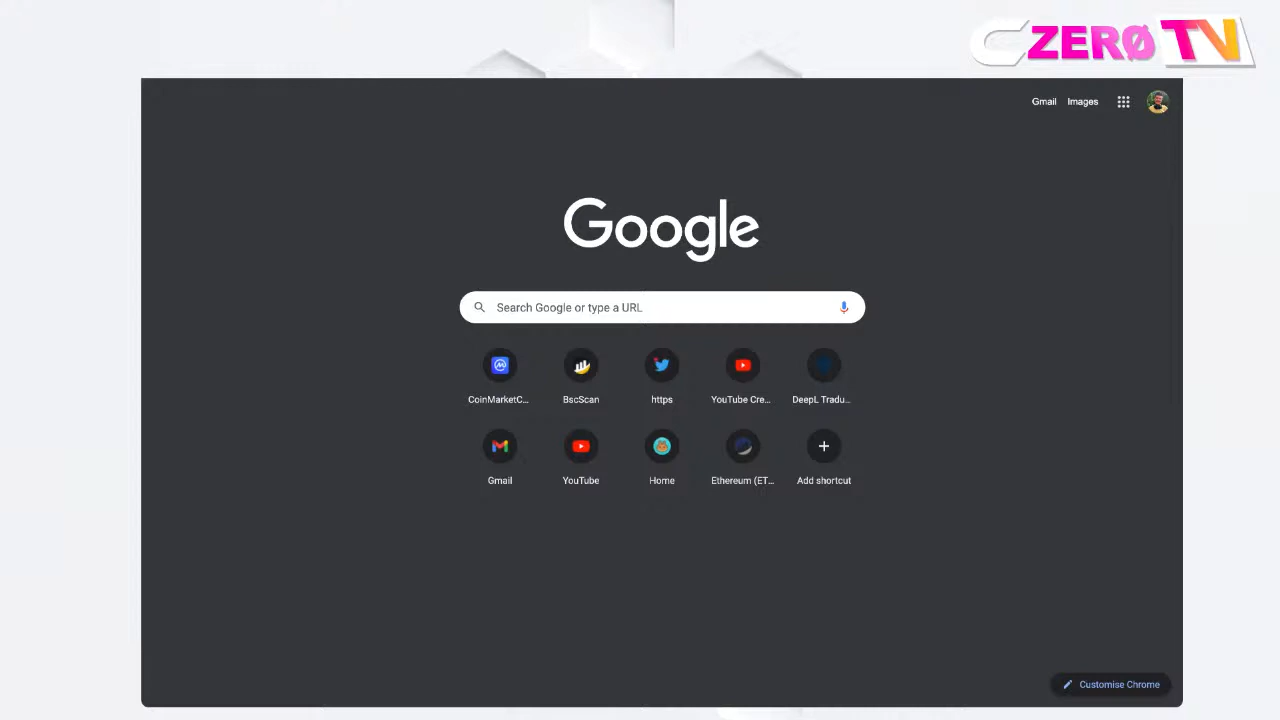 CZERØ TV
Gmail Images
Google
Search Google or type a URL
CoinMarketC... BscScan https YouTube Cre... DeepL Tradu...
Gmail YouTube Home Ethereum (ET... Add shortcut
Customise Chrome